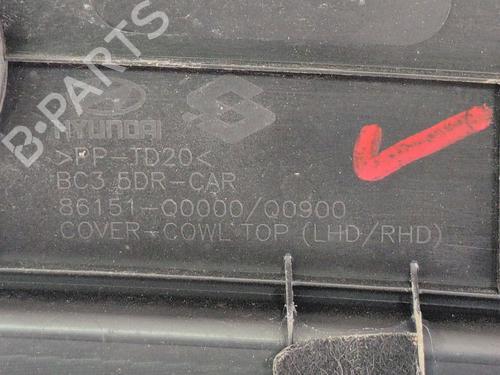 B-PARTS
HYUNDAI
>PP-TD20<
BC3 5DR-CAR
86151-Q0000/Q0900
COVER-COWL TOP (LHD/RHD)